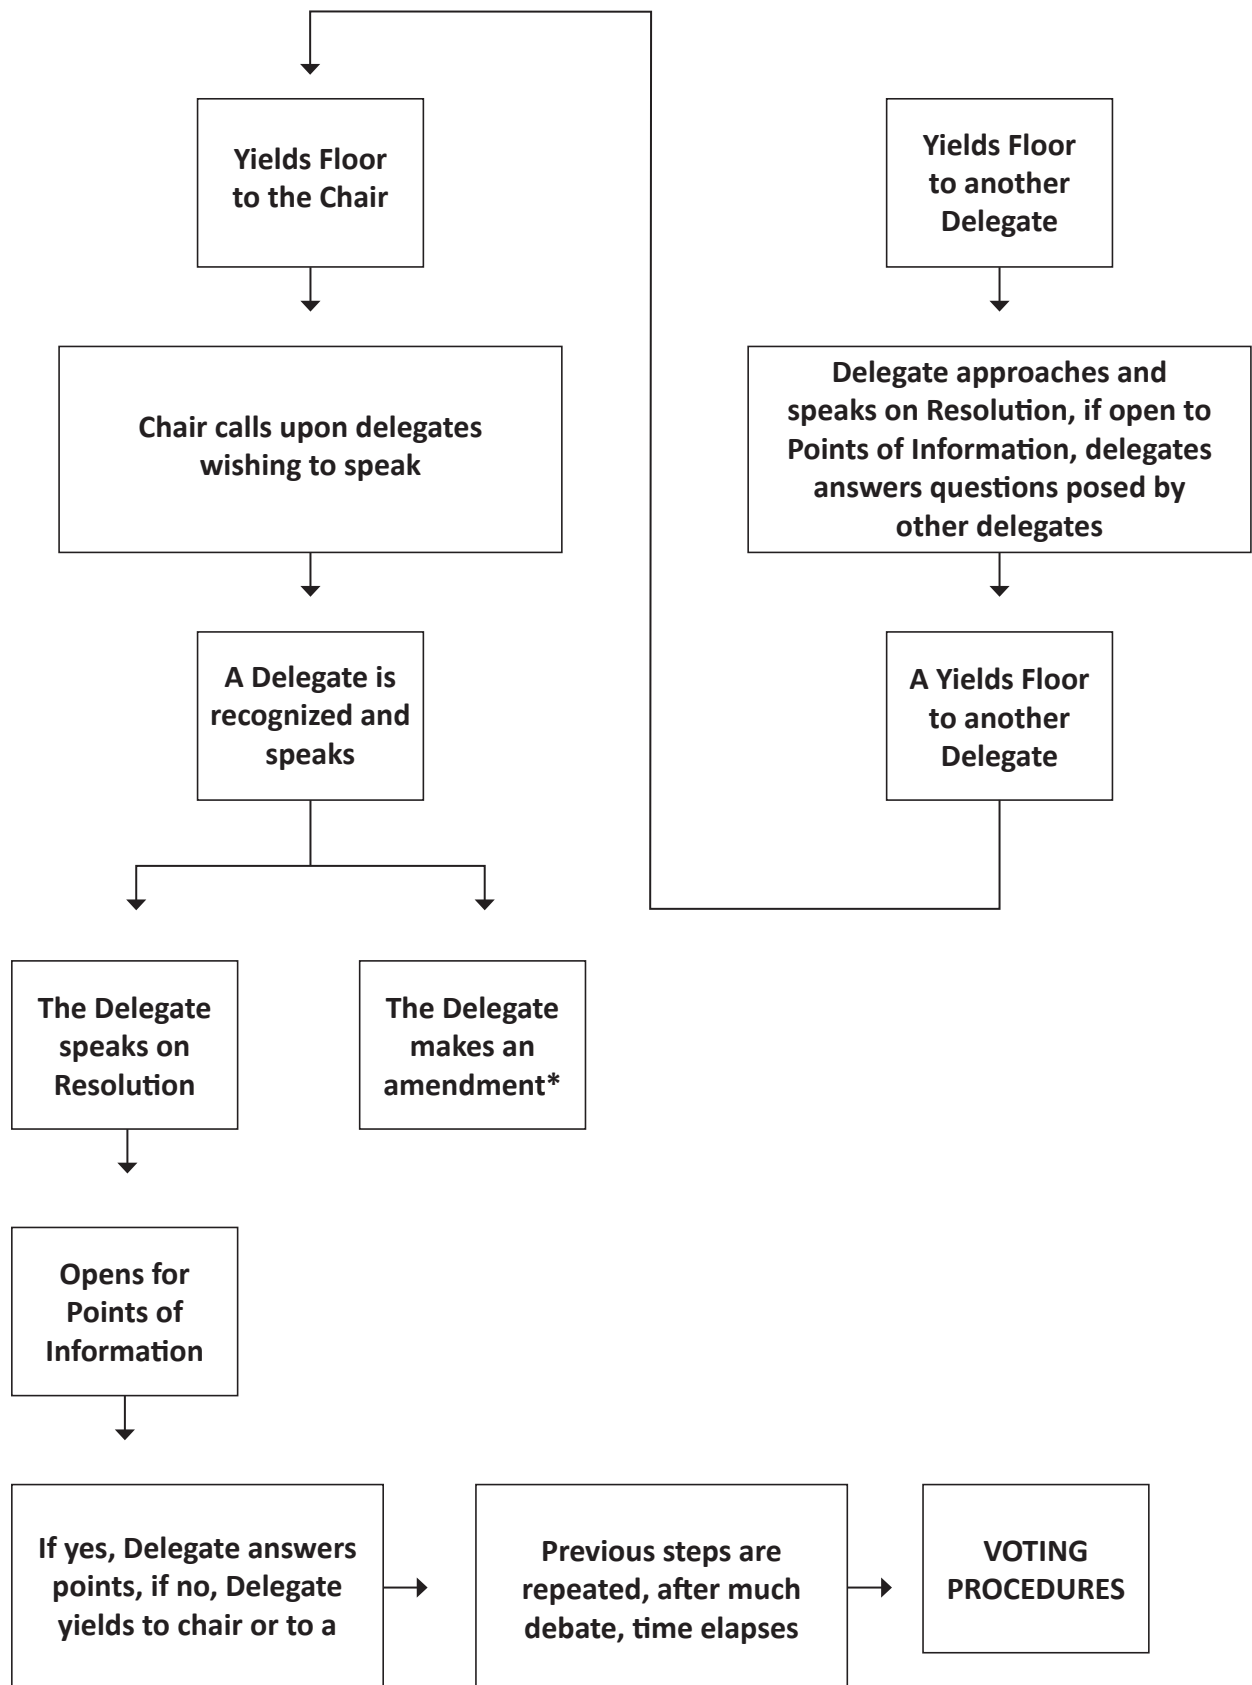 Yields Floor
to the Chair
Yields Floor
to another
Delegate
Chair calls upon delegates
wishing to speak
Delegate approaches and
speaks on Resolution, if open to
Points of Information, delegates
answers questions posed by
other delegates
A Delegate is
recognized and
speaks
A Yields Floor
to another
Delegate
The Delegate
speaks on
Resolution
The Delegate
makes an
amendment*
Opens for
Points of
Information
If yes, Delegate answers
points, if no, Delegate
yields to chair or to a
Previous steps are
repeated, after much
debate, time elapses
VOTING
PROCEDURES